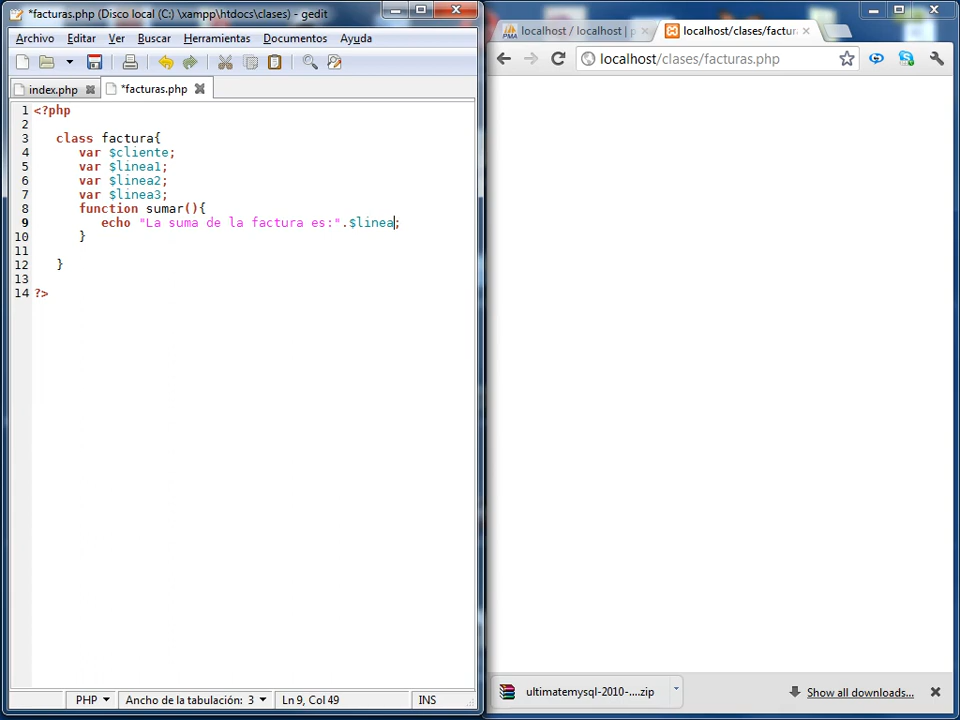 *facturas.php (Disco local (C:) \xampp\htdocs\clases) - gedit
Archivo Editar Ver Buscar Herramientas Documentos Ayuda
index.php *facturas.php
1 <?php
2
3 class factura{
4 var $cliente;
5 var $linea1;
6 var $linea2;
7 var $linea3;
8 function sumar(){
9 echo "La suma de la factura es:".$linea;
10 }
11
12 }
13
14 ?>
PHP Ancho de la tabulación: 3 Ln 9, Col 49 INS
PMA localhost / localhost | localhost/clases/factur
localhost/clases/facturas.php
ultimatemysql-2010-....zip Show all downloads...